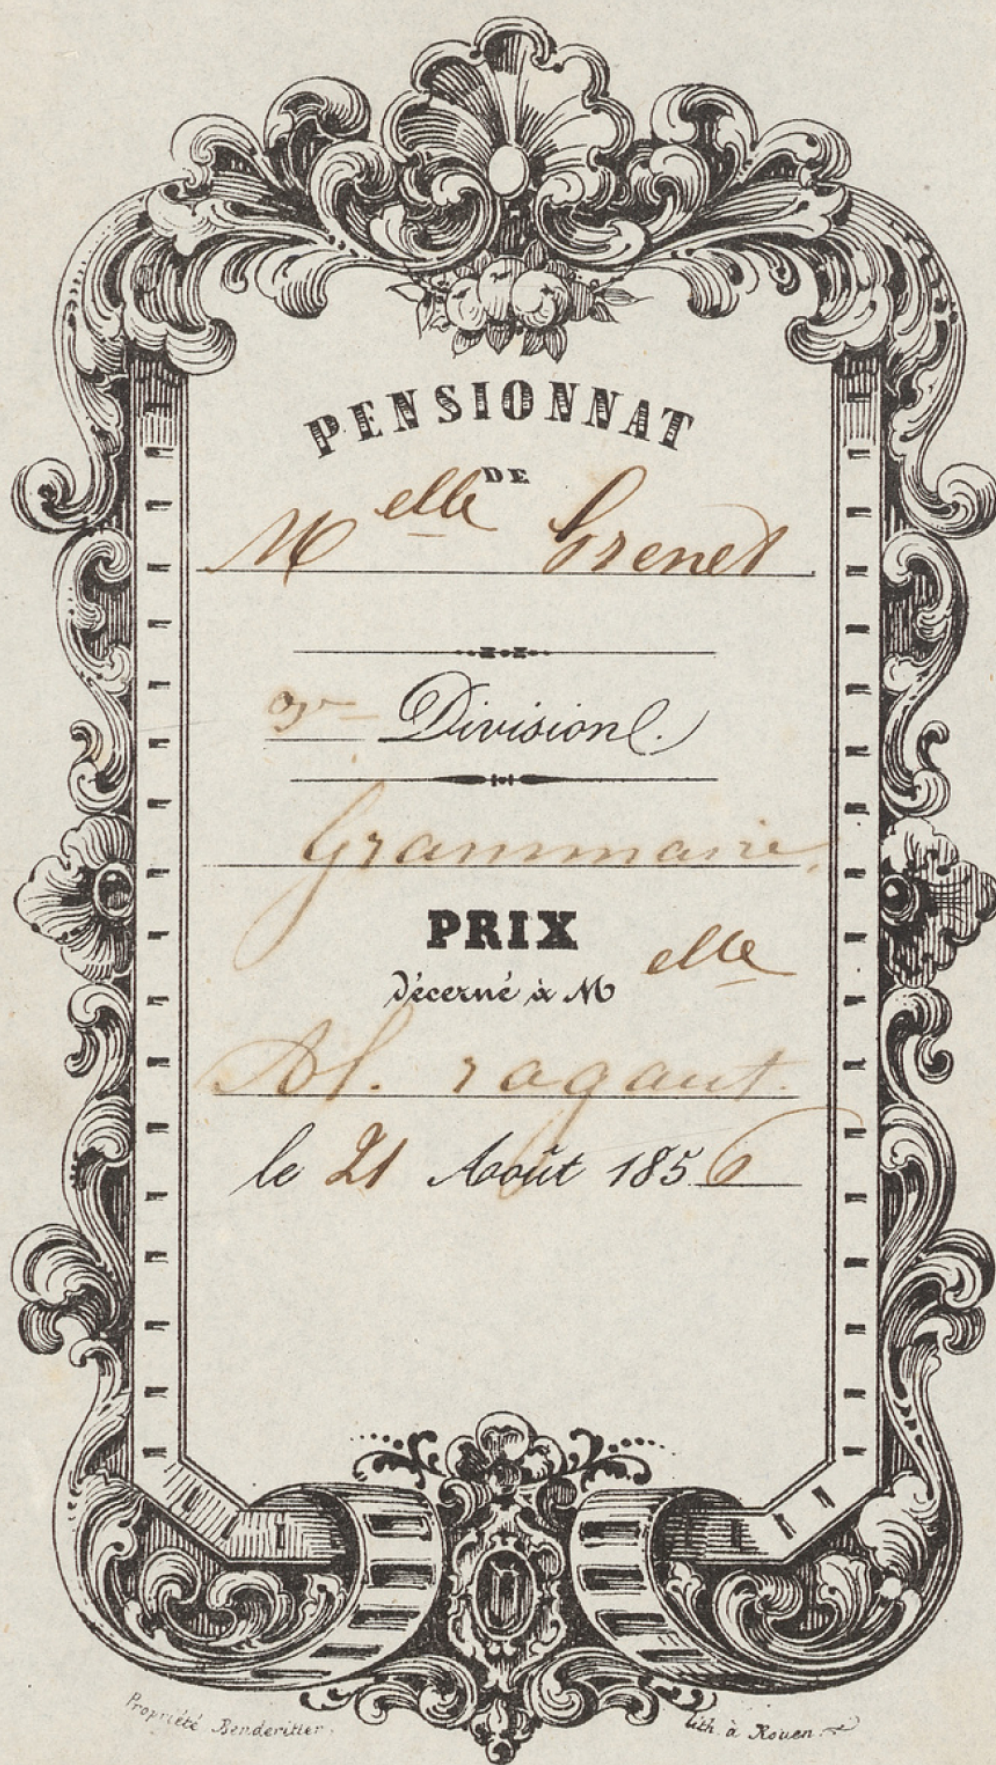 PENSIONNAT
DE
Melle Grenet
Division.
Grammaire.
PRIX
décerné à Melle
Al. ragaut.
le 21 Août 1856
Propriété Benderitter.
lith. à Rouen.